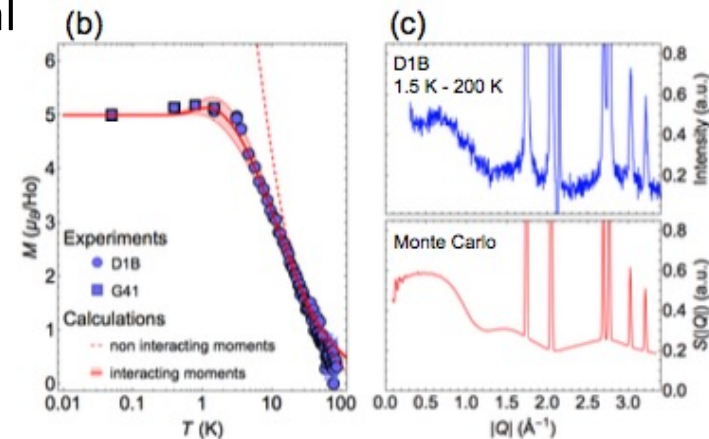 al
(b)
(c)
6
5
4
3
2
1
0
M (μB/Ho)
Experiments
D1B
G41
Calculations
non interacting moments
interacting moments
0.01 0.1 1 10 100
T (K)
D1B
1.5 K - 200 K
0.8
0.6
0.4
0.2
Intensity (a.u.)
Monte Carlo
0.8
0.6
0.4
0.2
0.0
S(|Q|) (a.u.)
0.0 0.5 1.0 1.5 2.0 2.5 3.0
|Q| (Å⁻¹)